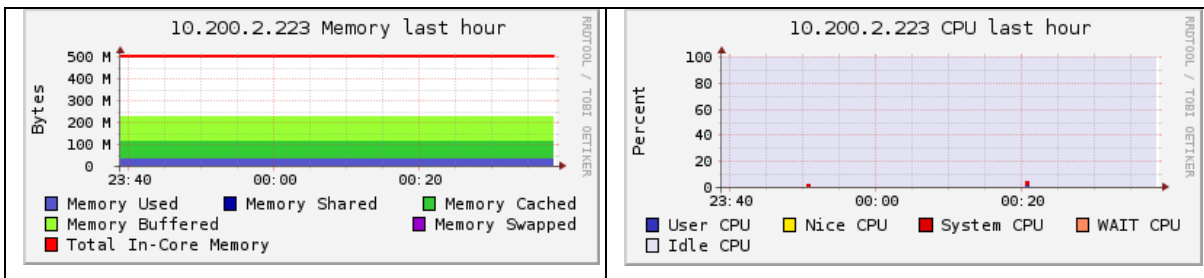 10.200.2.223 Memory last hour
RRDTOOL / TOBI OETIKER
Bytes
500 M
400 M
300 M
200 M
100 M
0
23:40 00:00 00:20
Memory Used Memory Shared Memory Cached
Memory Buffered Memory Swapped
Total In-Core Memory
10.200.2.223 CPU last hour
RRDTOOL / TOBI OETIKER
Percent
100
80
60
40
20
0
23:40 00:00 00:20
User CPU Nice CPU System CPU WAIT CPU
Idle CPU